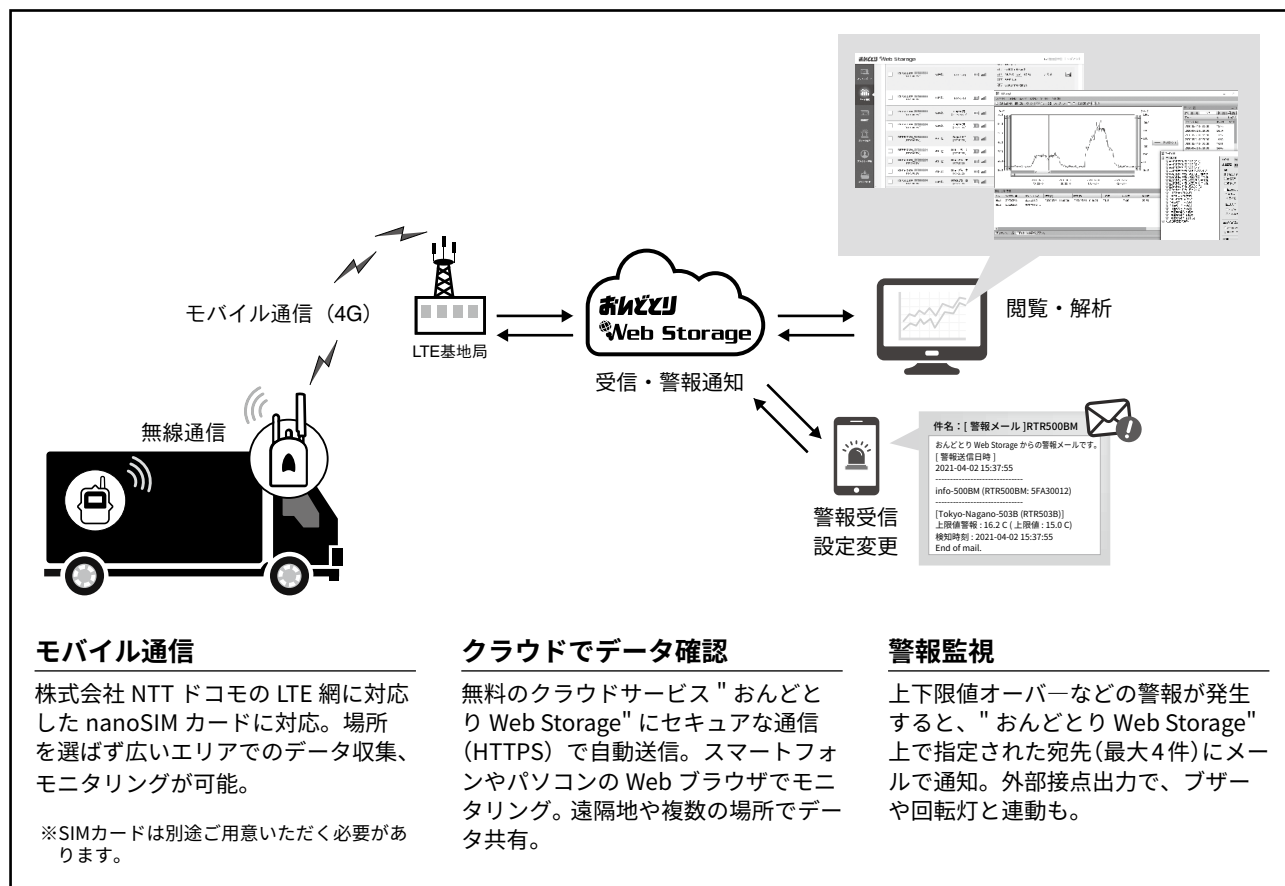 おんどとり Web Storage
モバイル通信（4G）
LTE基地局
おんどとり
Web Storage
受信・警報通知
閲覧・解析
無線通信
警報受信
設定変更
件名：[ 警報メール ]RTR500BM
おんどとり Web Storage からの警報メールです。
[ 警報送信日時 ]
2021-04-02 15:37:55
------------------------------
info-500BM (RTR500BM: 5FA30012)
------------------------------
[Tokyo-Nagano-503B (RTR503B)]
上限値警報 : 16.2 C ( 上限値 : 15.0 C)
検知時刻 : 2021-04-02 15:37:55
End of mail.
モバイル通信
株式会社 NTT ドコモの LTE 網に対応
した nanoSIM カードに対応。場所
を選ばず広いエリアでのデータ収集、
モニタリングが可能。
※SIMカードは別途ご用意いただく必要があ
ります。
クラウドでデータ確認
無料のクラウドサービス " おんどと
り Web Storage" にセキュアな通信
（HTTPS）で自動送信。スマートフォ
ンやパソコンの Web ブラウザでモニ
タリング。遠隔地や複数の場所でデー
タ共有。
警報監視
上下限値オーバ―などの警報が発生
すると、" おんどとり Web Storage"
上で指定された宛先（最大４件）にメー
ルで通知。外部接点出力で、ブザー
や回転灯と連動も。